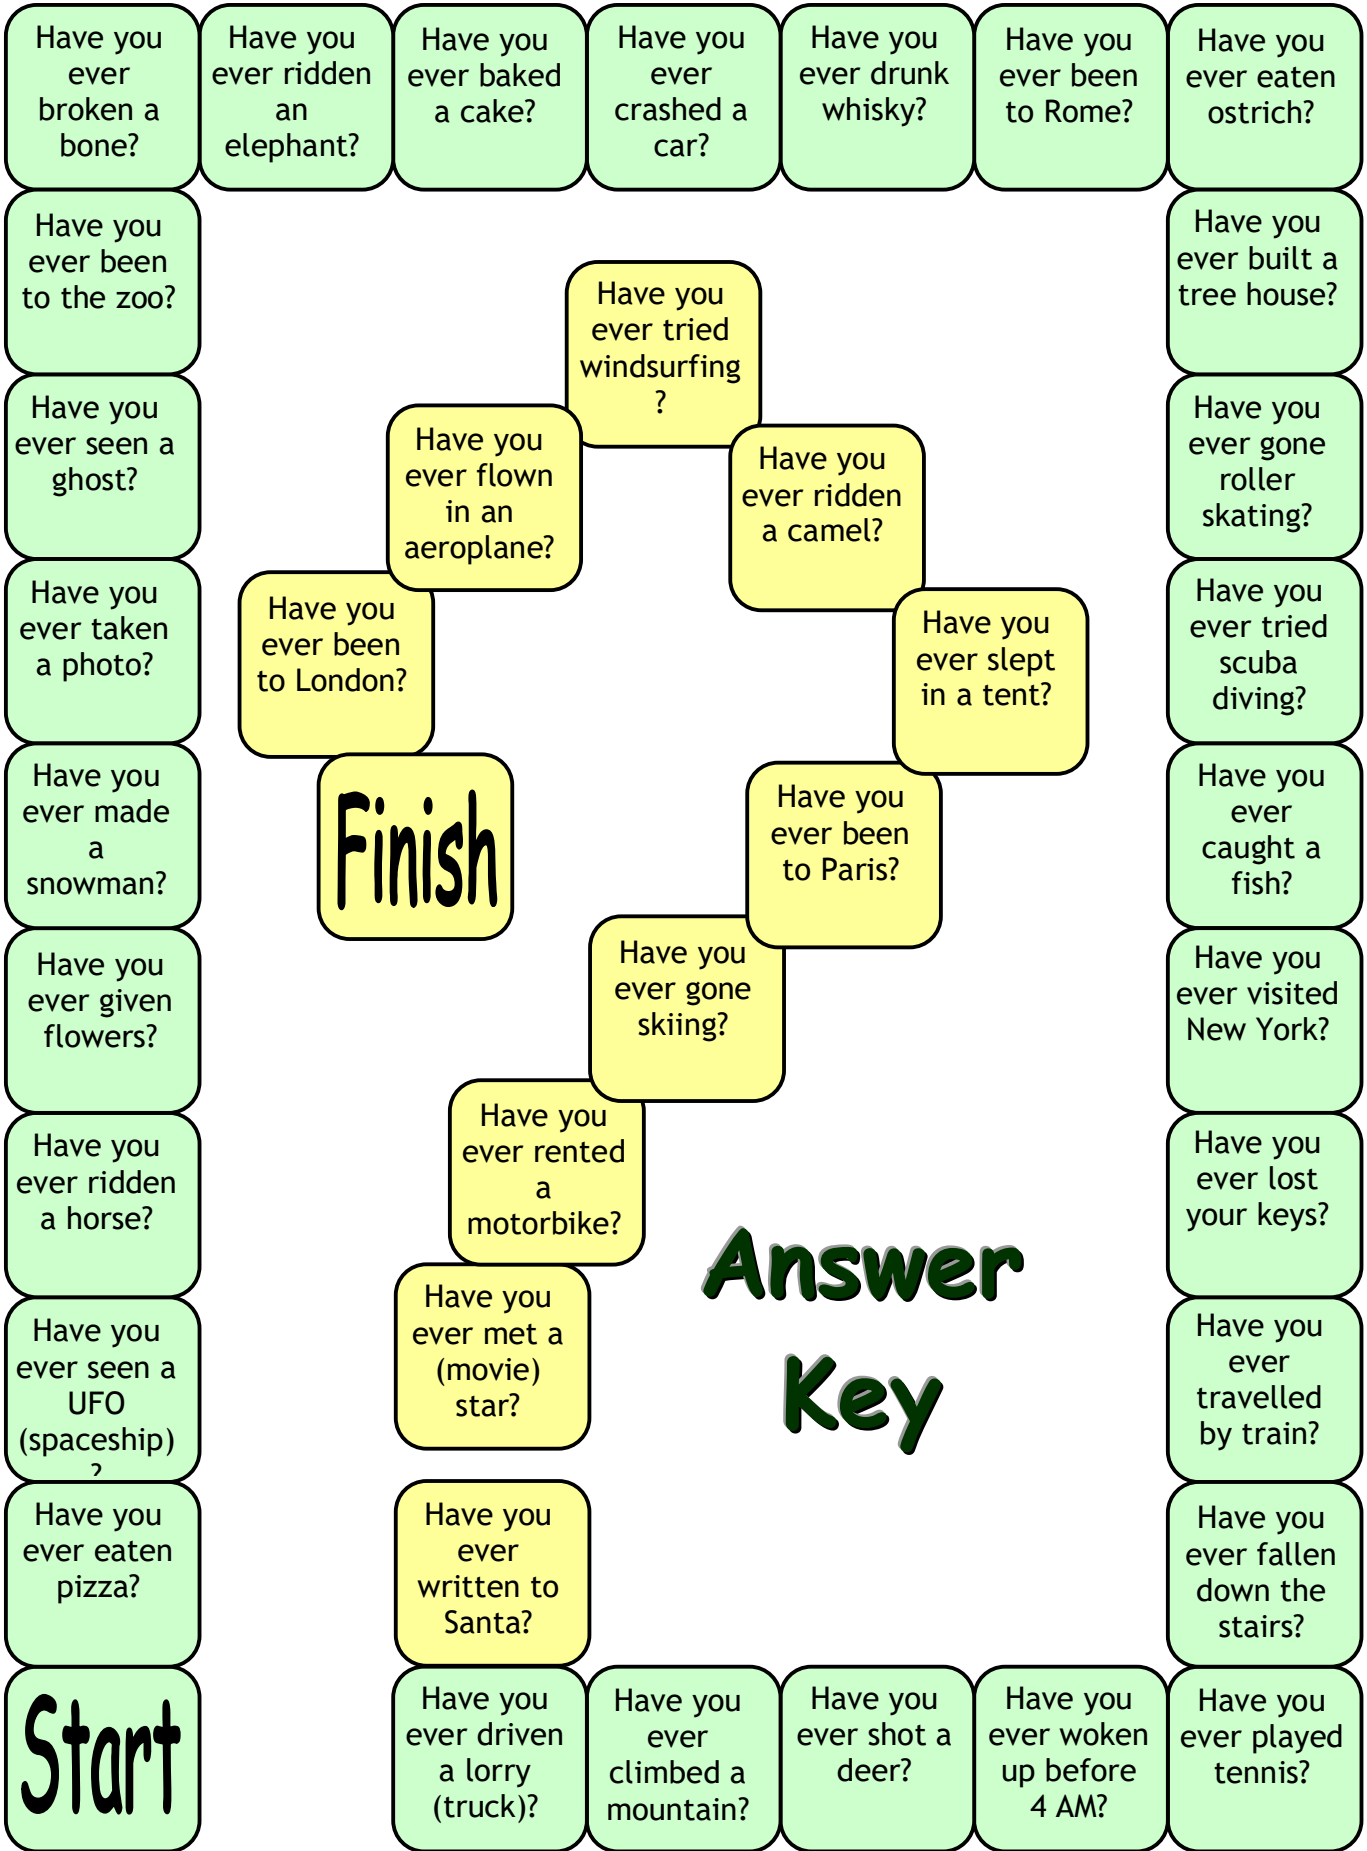 Have you
ever
broken a
bone?
Have you
ever ridden
an
elephant?
Have you
ever baked
a cake?
Have you
ever
crashed a
car?
Have you
ever drunk
whisky?
Have you
ever been
to Rome?
Have you
ever eaten
ostrich?
Have you
ever been
to the zoo?
Have you
ever built a
tree house?
Have you
ever tried
windsurfing
?
Have you
ever seen a
ghost?
Have you
ever flown
in an
aeroplane?
Have you
ever ridden
a camel?
Have you
ever gone
roller
skating?
Have you
ever taken
a photo?
Have you
ever been
to London?
Have you
ever slept
in a tent?
Have you
ever tried
scuba
diving?
Have you
ever made
a
snowman?
Finish
Have you
ever been
to Paris?
Have you
ever
caught a
fish?
Have you
ever given
flowers?
Have you
ever gone
skiing?
Have you
ever visited
New York?
Have you
ever ridden
a horse?
Have you
ever rented
a
motorbike?
Have you
ever lost
your keys?
Answer
Key
Have you
ever seen a
UFO
(spaceship)
?
Have you
ever met a
(movie)
star?
Have you
ever
travelled
by train?
Have you
ever eaten
pizza?
Have you
ever
written to
Santa?
Have you
ever fallen
down the
stairs?
Start
Have you
ever driven
a lorry
(truck)?
Have you
ever
climbed a
mountain?
Have you
ever shot a
deer?
Have you
ever woken
up before
4 AM?
Have you
ever played
tennis?